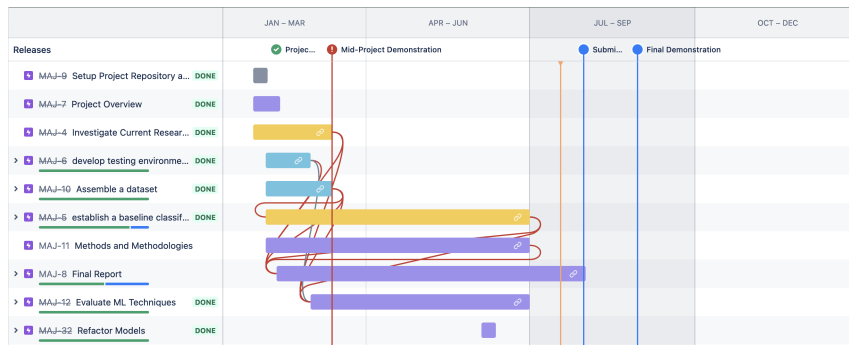 JAN – MAR APR – JUN JUL – SEP OCT – DEC
Releases Projec... Mid-Project Demonstration Submi... Final Demonstration
MAJ-9 Setup Project Repository a... DONE
MAJ-7 Project Overview DONE
MAJ-4 Investigate Current Resear... DONE
MAJ-6 develop testing environme... DONE
MAJ-10 Assemble a dataset DONE
MAJ-5 establish a baseline classif... DONE
MAJ-11 Methods and Methodologies
MAJ-8 Final Report
MAJ-12 Evaluate ML Techniques DONE
MAJ-32 Refactor Models DONE